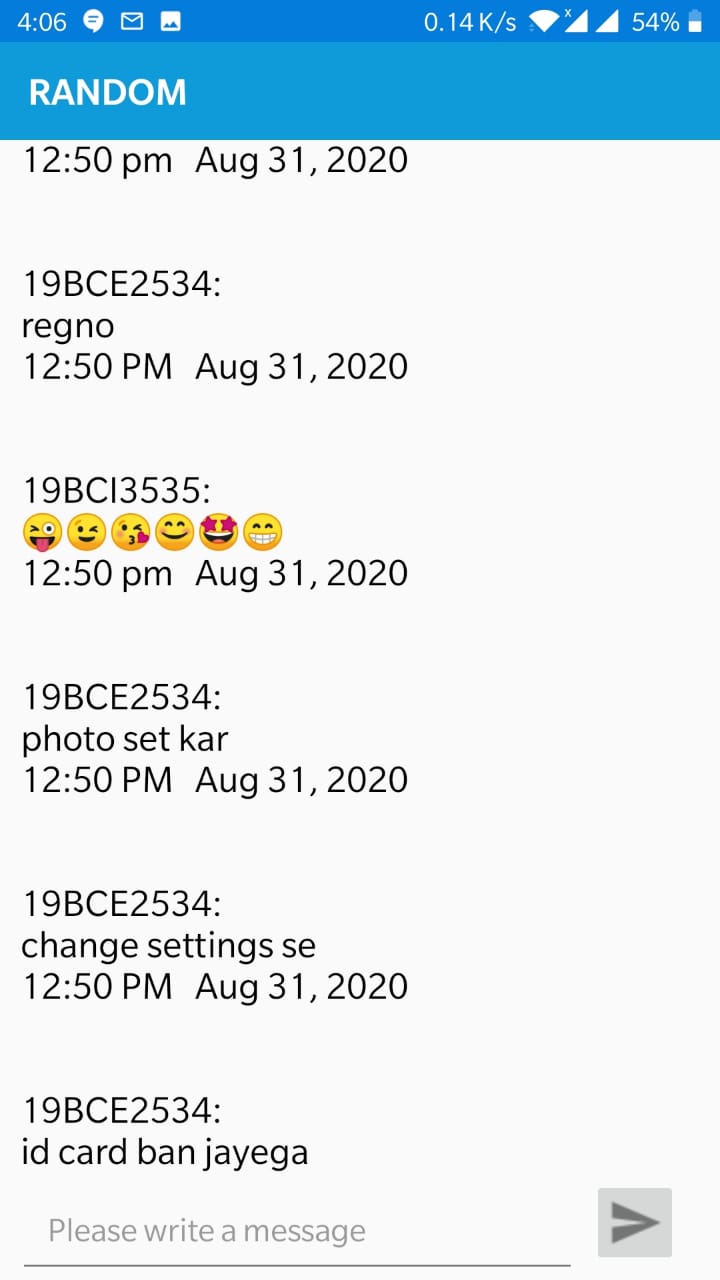 4:06 0.14 K/s x 54%
RANDOM
12:50 pm Aug 31, 2020
19BCE2534:
regno
12:50 PM Aug 31, 2020
19BCI3535:
😜😉😘😊🤩😁
12:50 pm Aug 31, 2020
19BCE2534:
photo set kar
12:50 PM Aug 31, 2020
19BCE2534:
change settings se
12:50 PM Aug 31, 2020
19BCE2534:
id card ban jayega
Please write a message